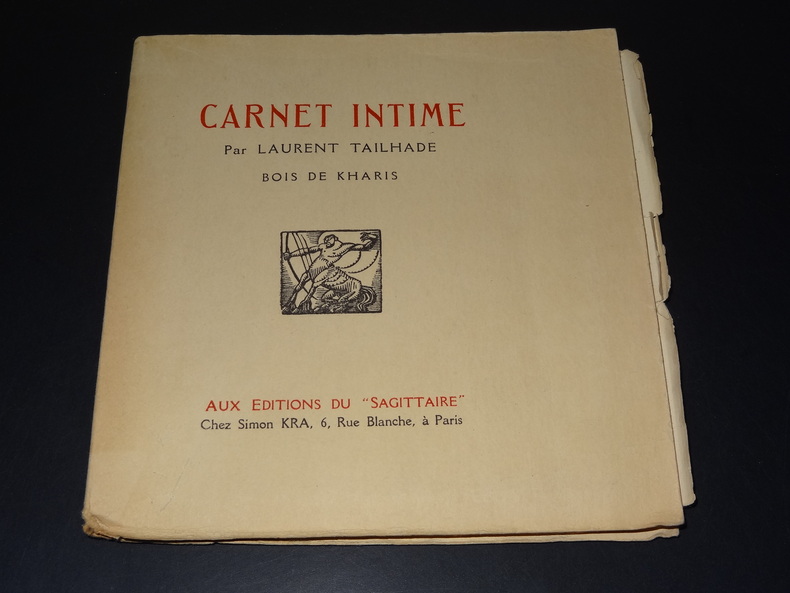 CARNET INTIME
Par LAURENT TAILHADE
BOIS DE KHARIS
AUX EDITIONS DU "SAGITTAIRE"
Chez Simon KRA, 6, Rue Blanche, à Paris